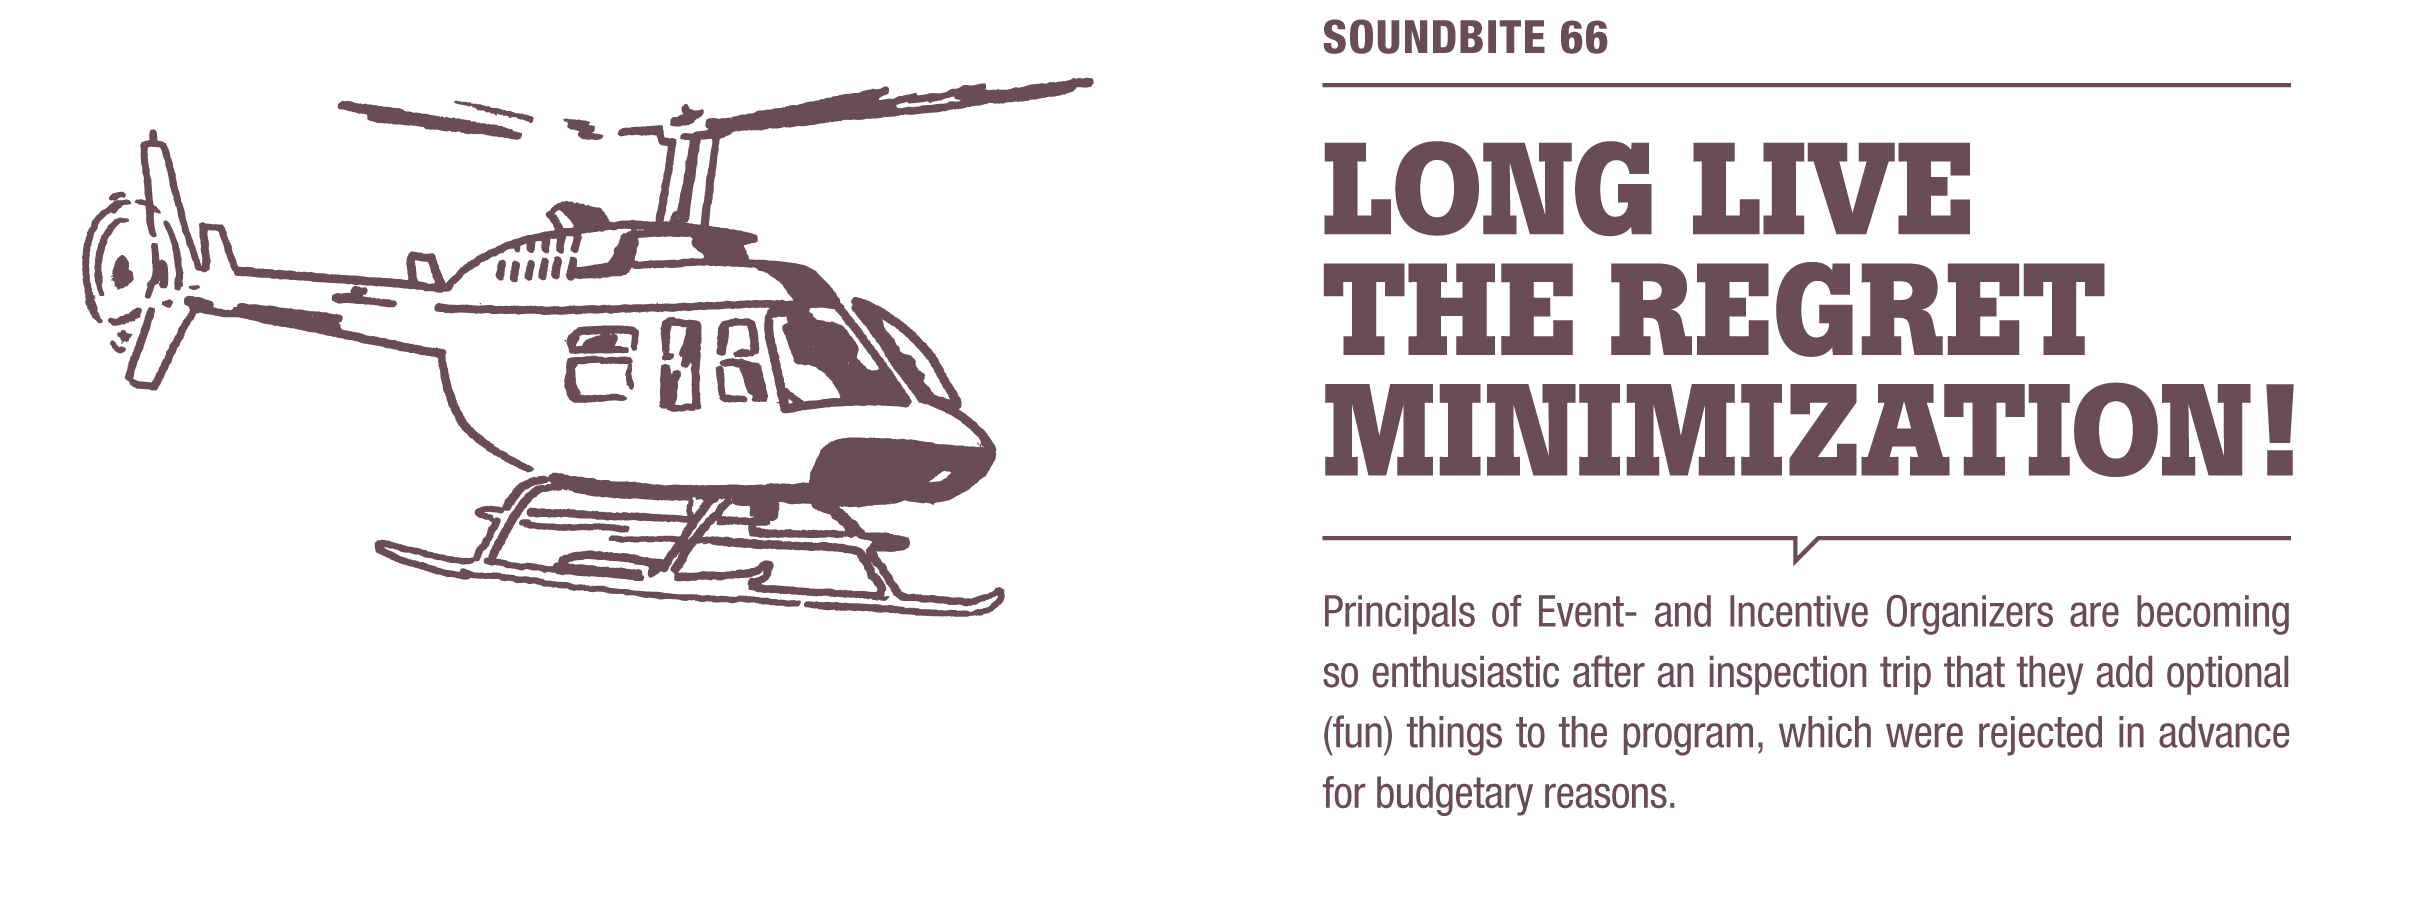 SOUNDBITE 66
LONG LIVE
THE REGRET
MINIMIZATION!
Principals of Event- and Incentive Organizers are becoming
so enthusiastic after an inspection trip that they add optional
(fun) things to the program, which were rejected in advance
for budgetary reasons.